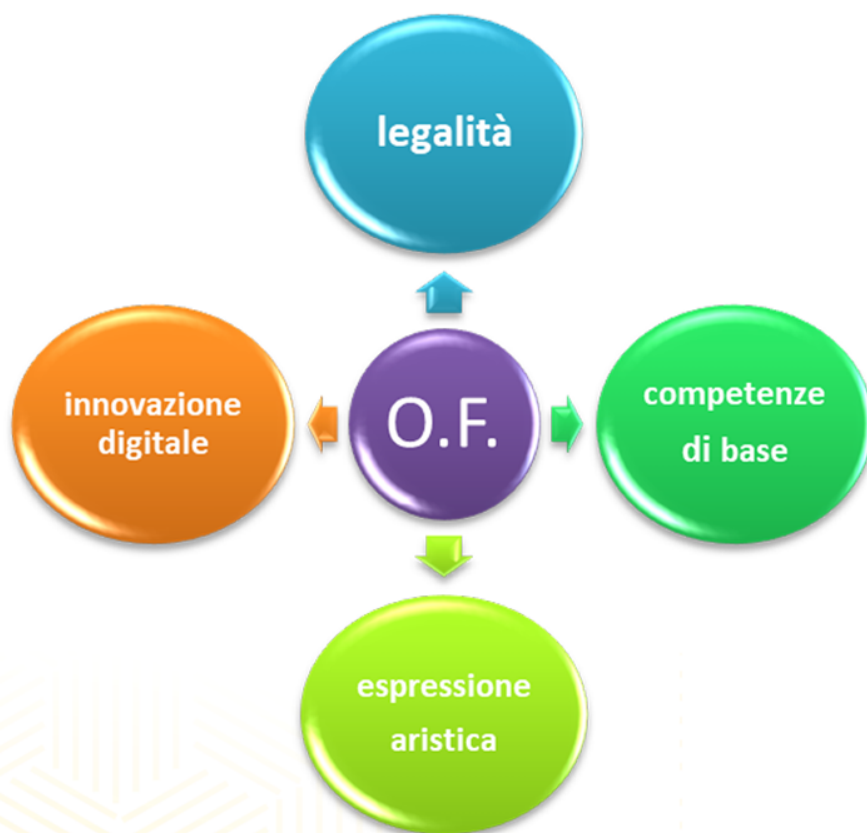 legalità
innovazione
digitale
O.F.
competenze
di base
espressione
aristica